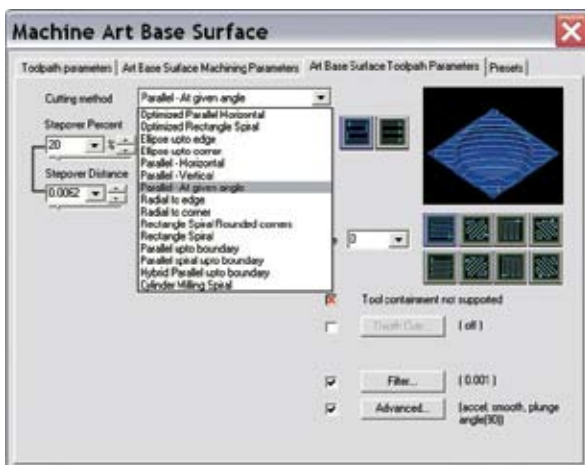 Machine Art Base Surface
Toolpath parameters | Art Base Surface Machining Parameters | Art Base Surface Toolpath Parameters | Presets
Cutting method Parallel - At given angle
Stepover Percent
20 %
Stepover Distance
0.0062
Optimized Parallel Horizontal
Optimized Rectangle Spiral
Ellipse upto edge
Ellipse upto corner
Parallel - Horizontal
Parallel - Vertical
Parallel - At given angle
Radial to edge
Radial to corner
Rectangle Spiral Rounded corners
Rectangle Spiral
Parallel upto boundary
Parallel spiral upto boundary
Hybrid Parallel upto boundary
Cylinder Milling Spiral
0
Tool containment not supported
Depth Cuts... ( off )
Filter... ( 0.001 )
Advanced... (accel, smooth, plunge
angle(90))